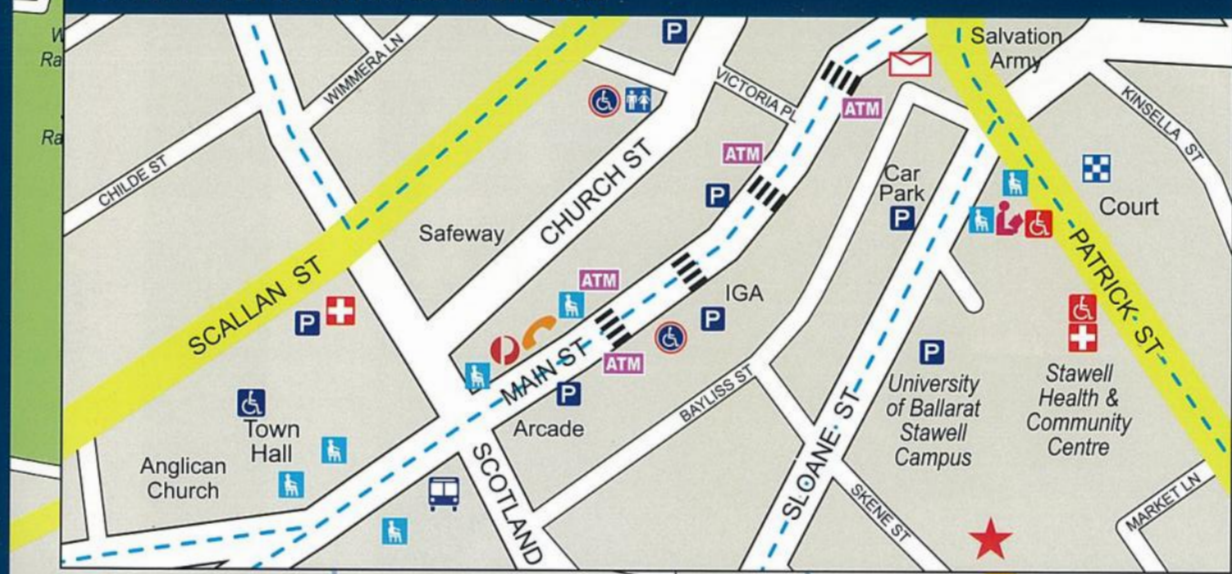 W
Ra
Ra
WIMMERA LN
CHILDE ST
P
VICTORIA PL
ATM
Salvation
Army
KINSELLA ST
CHURCH ST
ATM
P
Car
Park
P
Court
Safeway
SCALLAN ST
P
ATM
IGA
P
PATRICK ST
MAIN ST
ATM
P
Arcade
BAYLISS ST
SLOANE ST
P
University
of Ballarat
Stawell
Campus
Stawell
Health &
Community
Centre
Town
Hall
Anglican
Church
SCOTLAND
SKENE ST
MARKET LN